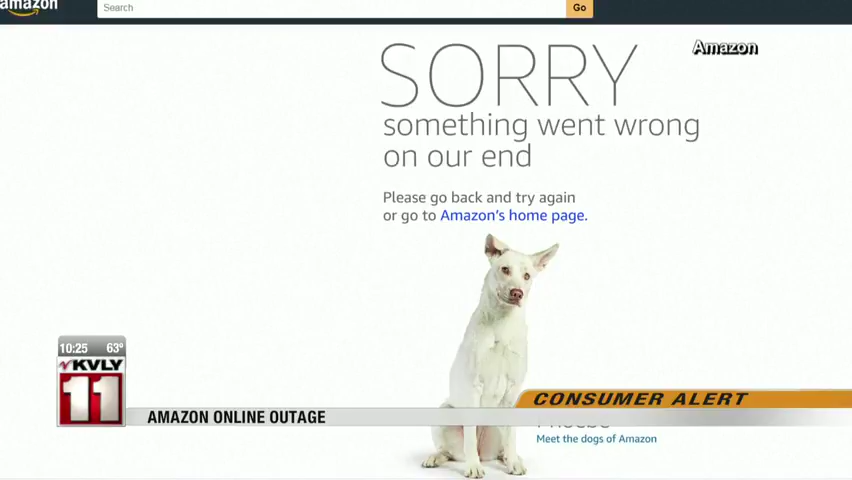 amazon
Search
Go
Amazon
SORRY
something went wrong
on our end
Please go back and try again
or go to Amazon's home page.
10:25 63°
KVLY
11
CONSUMER ALERT
AMAZON ONLINE OUTAGE
Meet the dogs of Amazon